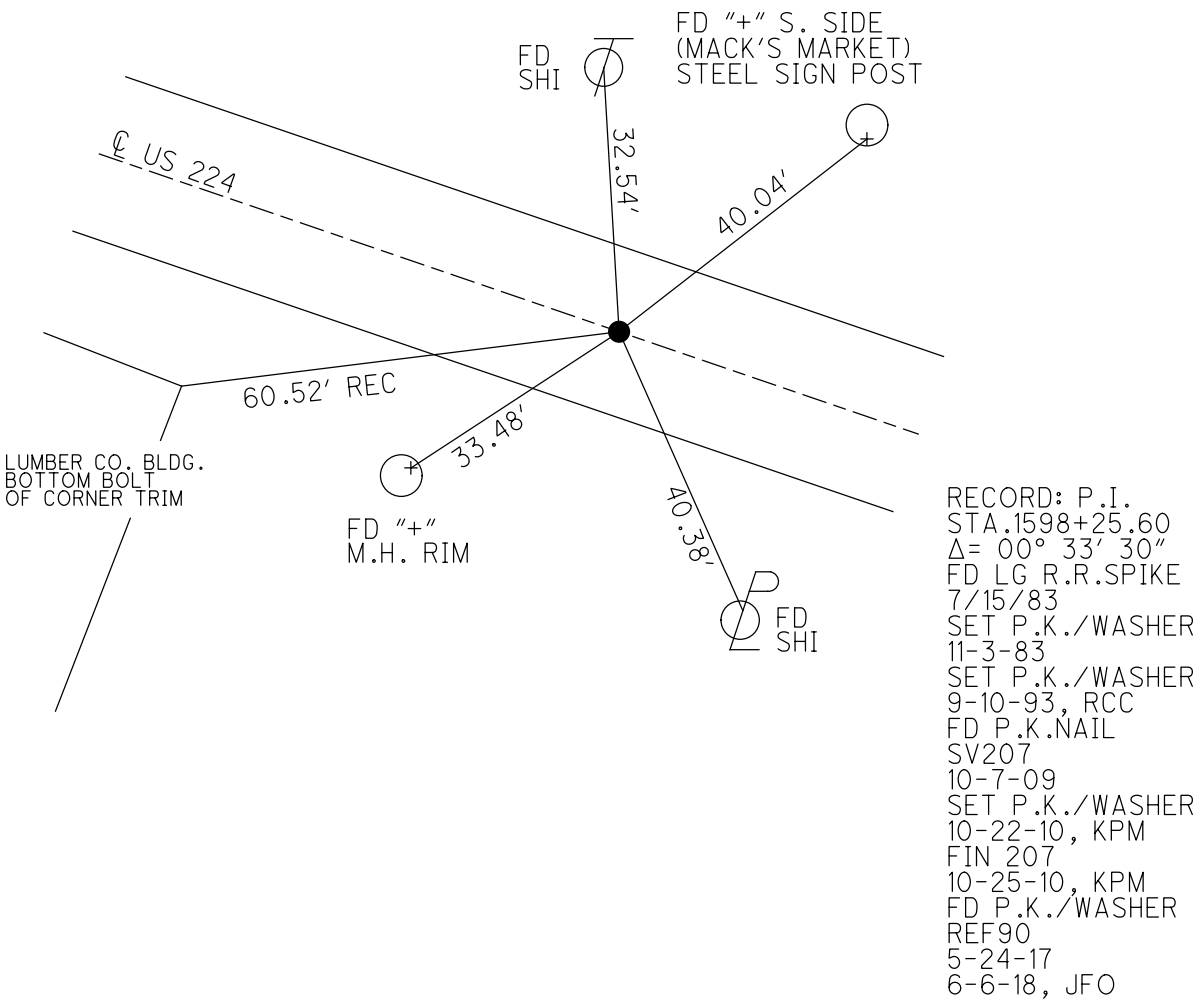 FD "+" S. SIDE
(MACK'S MARKET)
STEEL SIGN POST
FD
SHI
℄ US 224
32.54'
40.04'
60.52' REC
33.48'
40.38'
LUMBER CO. BLDG.
BOTTOM BOLT
OF CORNER TRIM
FD "+"
M.H. RIM
FD
SHI
RECORD: P.I.
STA.1598+25.60
Δ= 00° 33' 30"
FD LG R.R.SPIKE
7/15/83
SET P.K./WASHER
11-3-83
SET P.K./WASHER
9-10-93, RCC
FD P.K.NAIL
SV207
10-7-09
SET P.K./WASHER
10-22-10, KPM
FIN 207
10-25-10, KPM
FD P.K./WASHER
REF90
5-24-17
6-6-18, JFO